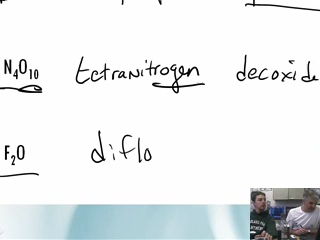 N₄O₁₀ tetranitrogen decoxide
F₂O diflo